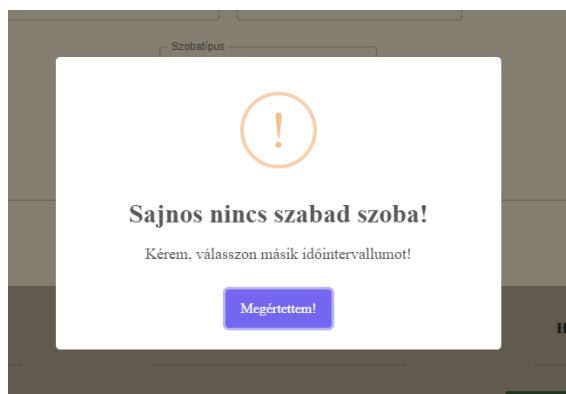 Szobatípus
!
Sajnos nincs szabad szoba!
Kérem, válasszon másik időintervallumot!
Megértettem!
H